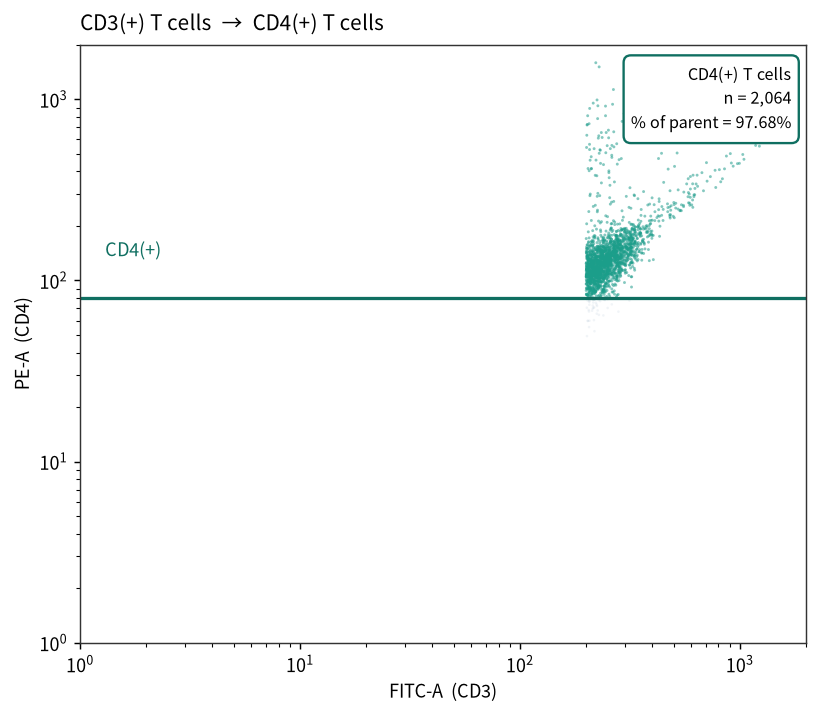 CD3(+) T cells → CD4(+) T cells
CD4(+) T cells
n = 2,064
% of parent = 97.68%
CD4(+)
PE-A (CD4)
10³
10²
10¹
10⁰
10⁰ 10¹ 10² 10³
FITC-A (CD3)